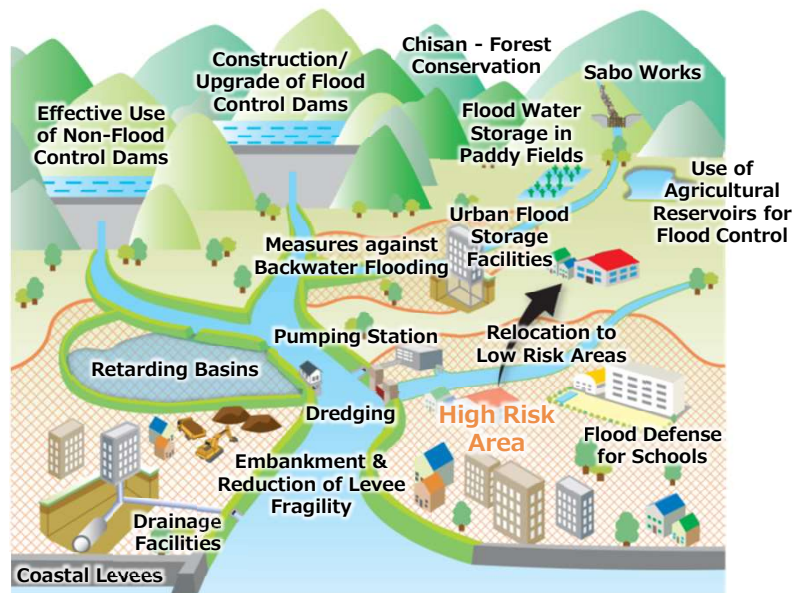 Chisan - Forest
Conservation
Construction/
Upgrade of Flood
Control Dams
Sabo Works
Effective Use
of Non-Flood
Control Dams
Flood Water
Storage in
Paddy Fields
Use of
Agricultural
Reservoirs for
Flood Control
Urban Flood
Storage
Facilities
Measures against
Backwater Flooding
Pumping Station
Relocation to
Low Risk Areas
Retarding Basins
Dredging
High Risk
Area
Flood Defense
for Schools
Embankment &
Reduction of Levee
Fragility
Drainage
Facilities
Coastal Levees